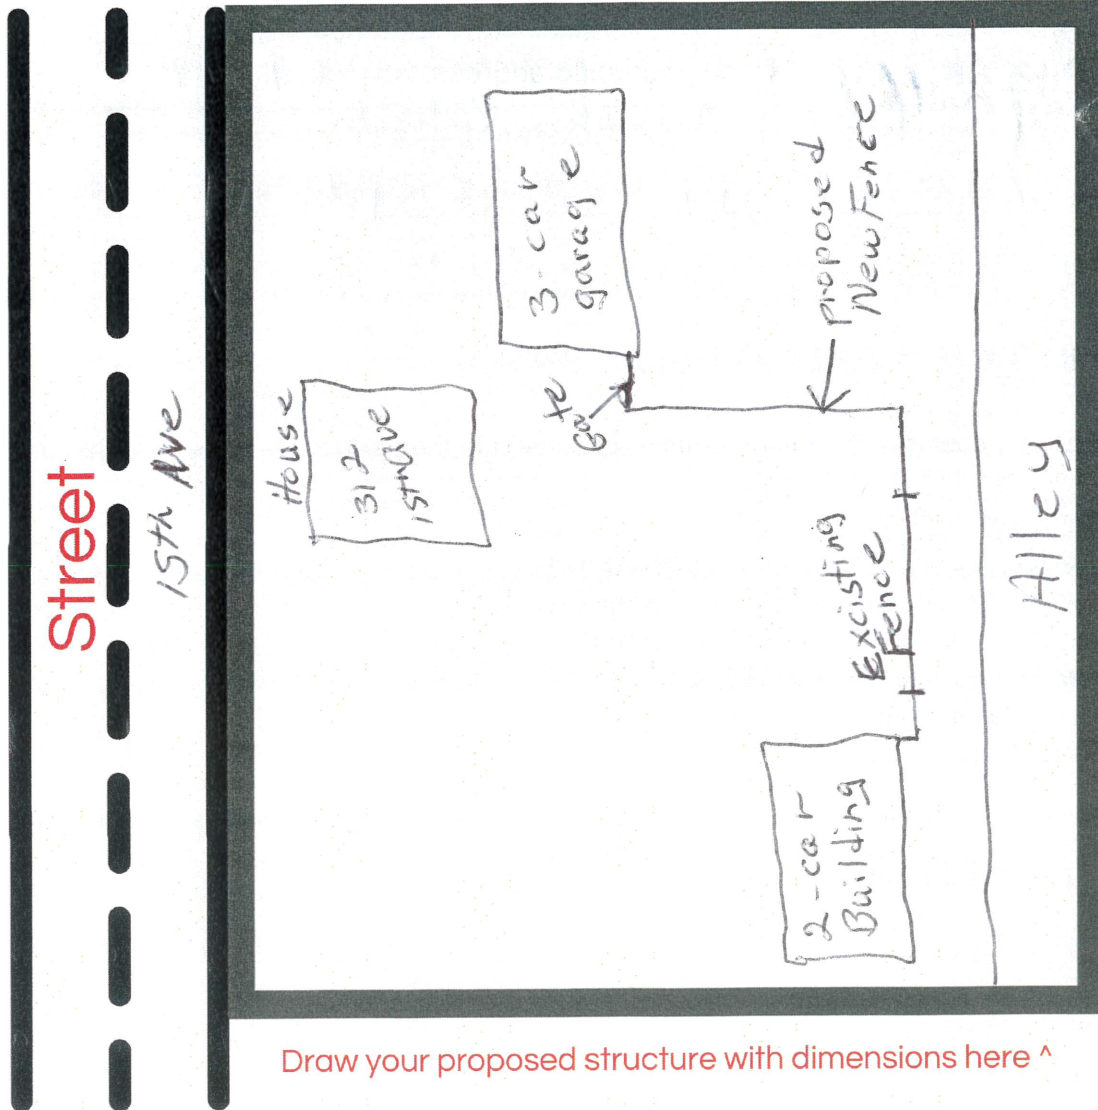 Street
15th Ave
House
312
15th Ave
3-car
garage
Gate
proposed
New Fence
Excisting
Fence
2-car
Building
Alley
Draw your proposed structure with dimensions here ^